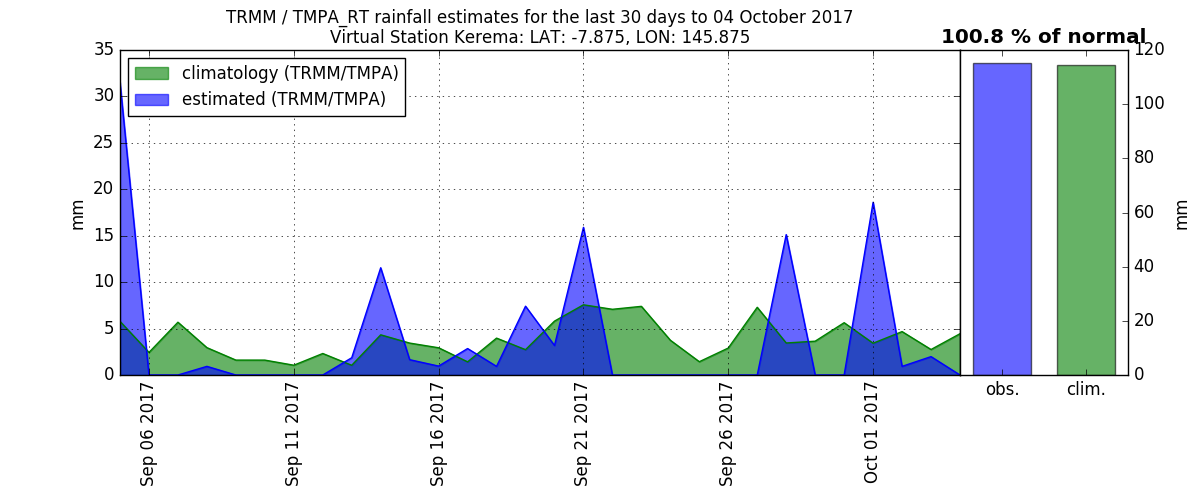 TRMM / TMPA_RT rainfall estimates for the last 30 days to 04 October 2017
Virtual Station Kerema: LAT: -7.875, LON: 145.875
100.8 % of normal
climatology (TRMM/TMPA)
estimated (TRMM/TMPA)
35
30
25
20
15
10
5
0
mm
Sep 06 2017
Sep 11 2017
Sep 16 2017
Sep 21 2017
Sep 26 2017
Oct 01 2017
120
100
80
60
40
20
0
mm
obs.
clim.